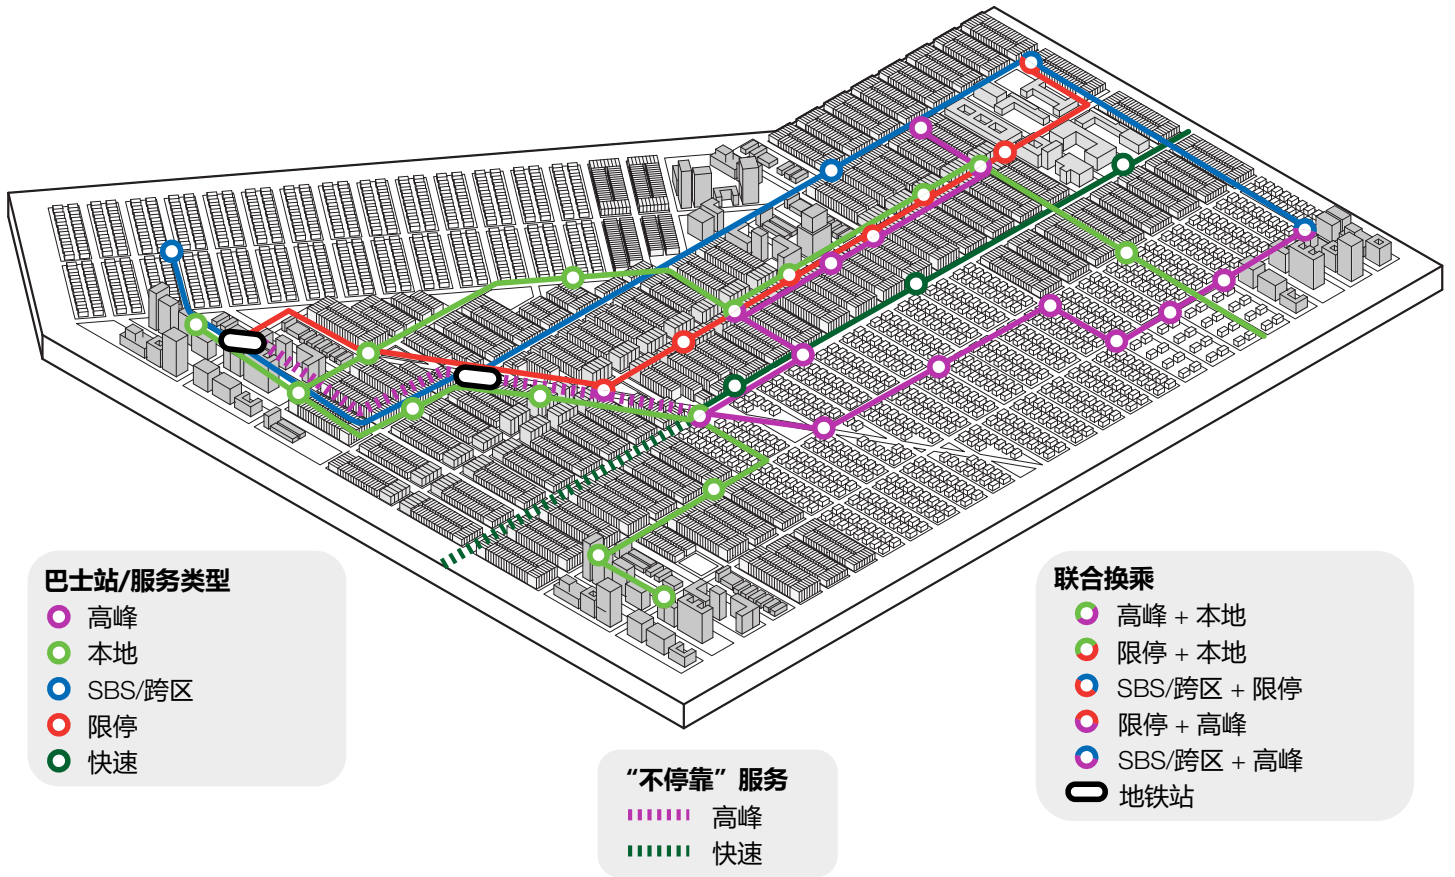 巴士站/服务类型
高峰
本地
SBS/跨区
限停
快速
“不停靠”服务
高峰
快速
联合换乘
高峰 + 本地
限停 + 本地
SBS/跨区 + 限停
限停 + 高峰
SBS/跨区 + 高峰
地铁站